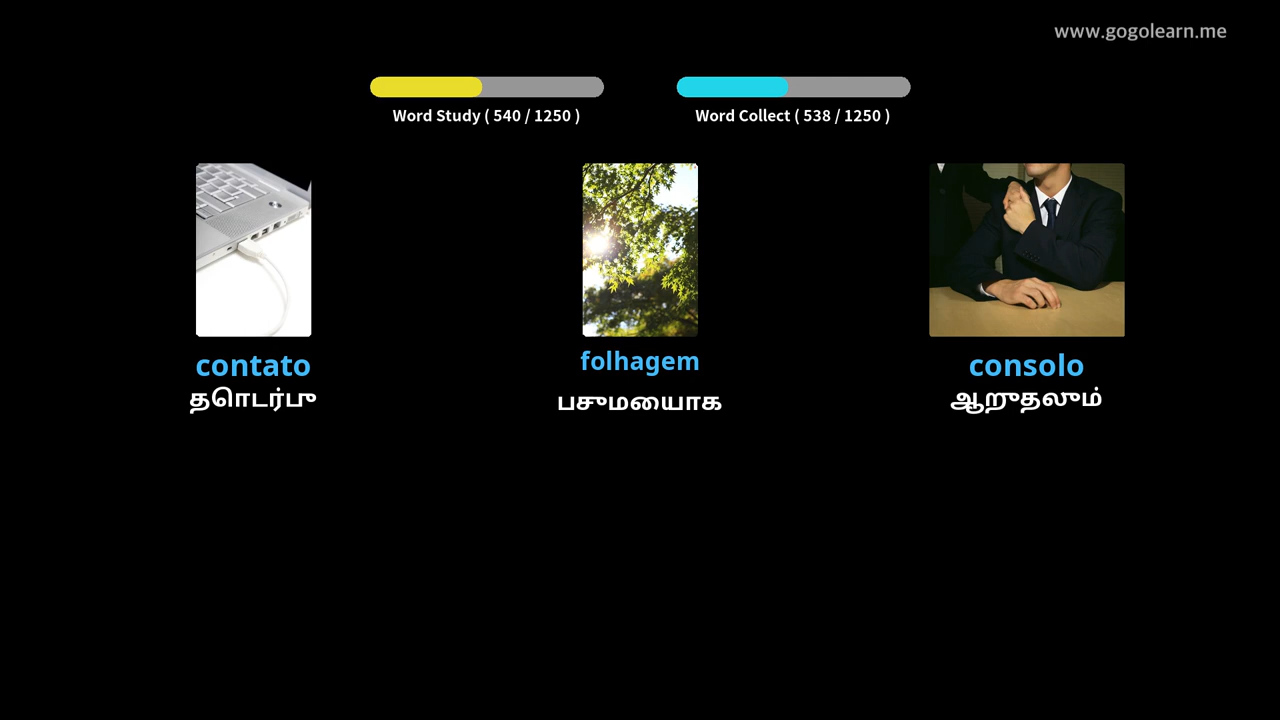 www.gogolearn.me
Word Study ( 540 / 1250 )
Word Collect ( 538 / 1250 )
contato
தொடர்பு
folhagem
பசுமையாக
consolo
ஆறுதலும்